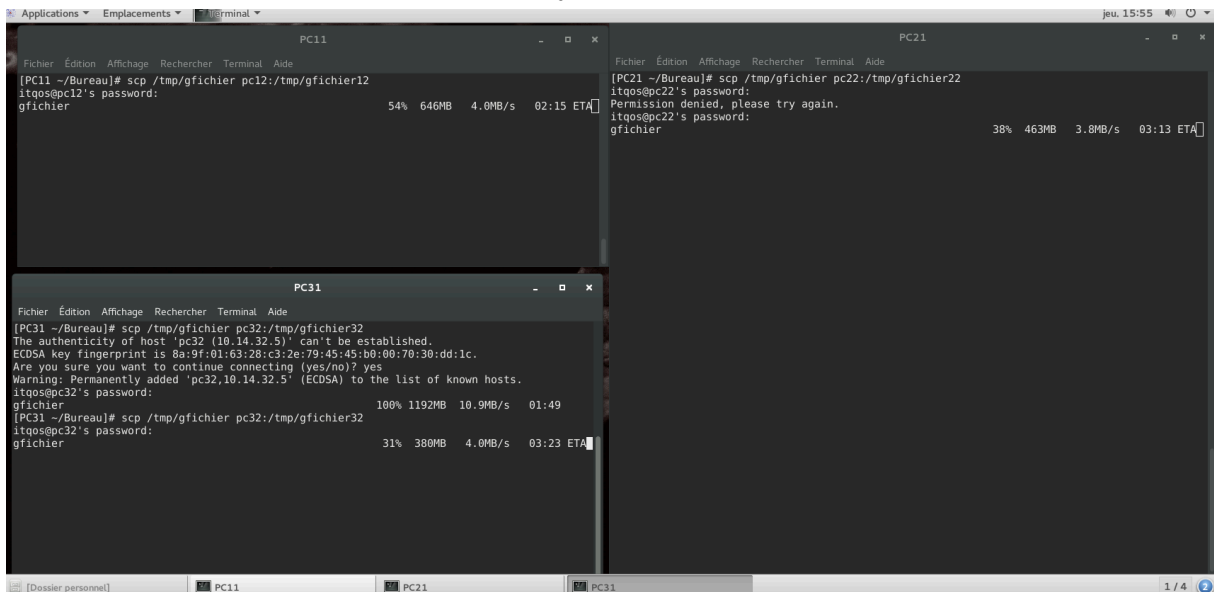 Applications Emplacements Terminal jeu. 15:55
PC11
Fichier Édition Affichage Rechercher Terminal Aide
[PC11 ~/Bureau]# scp /tmp/gfichier pc12:/tmp/gfichier12
itqos@pc12's password:
gfichier 54% 646MB 4.0MB/s 02:15 ETA
PC21
Fichier Édition Affichage Rechercher Terminal Aide
[PC21 ~/Bureau]# scp /tmp/gfichier pc22:/tmp/gfichier22
itqos@pc22's password:
Permission denied, please try again.
itqos@pc22's password:
gfichier 38% 463MB 3.8MB/s 03:13 ETA
PC31
Fichier Édition Affichage Rechercher Terminal Aide
[PC31 ~/Bureau]# scp /tmp/gfichier pc32:/tmp/gfichier32
The authenticity of host 'pc32 (10.14.32.5)' can't be established.
ECDSA key fingerprint is 8a:9f:01:63:28:c3:2e:79:45:45:b0:00:70:30:dd:1c.
Are you sure you want to continue connecting (yes/no)? yes
Warning: Permanently added 'pc32,10.14.32.5' (ECDSA) to the list of known hosts.
itqos@pc32's password:
gfichier 100% 1192MB 10.9MB/s 01:49
[PC31 ~/Bureau]# scp /tmp/gfichier pc32:/tmp/gfichier32
itqos@pc32's password:
gfichier 31% 380MB 4.0MB/s 03:23 ETA
[Dossier personnel] PC11 PC21 PC31 1 / 4 2